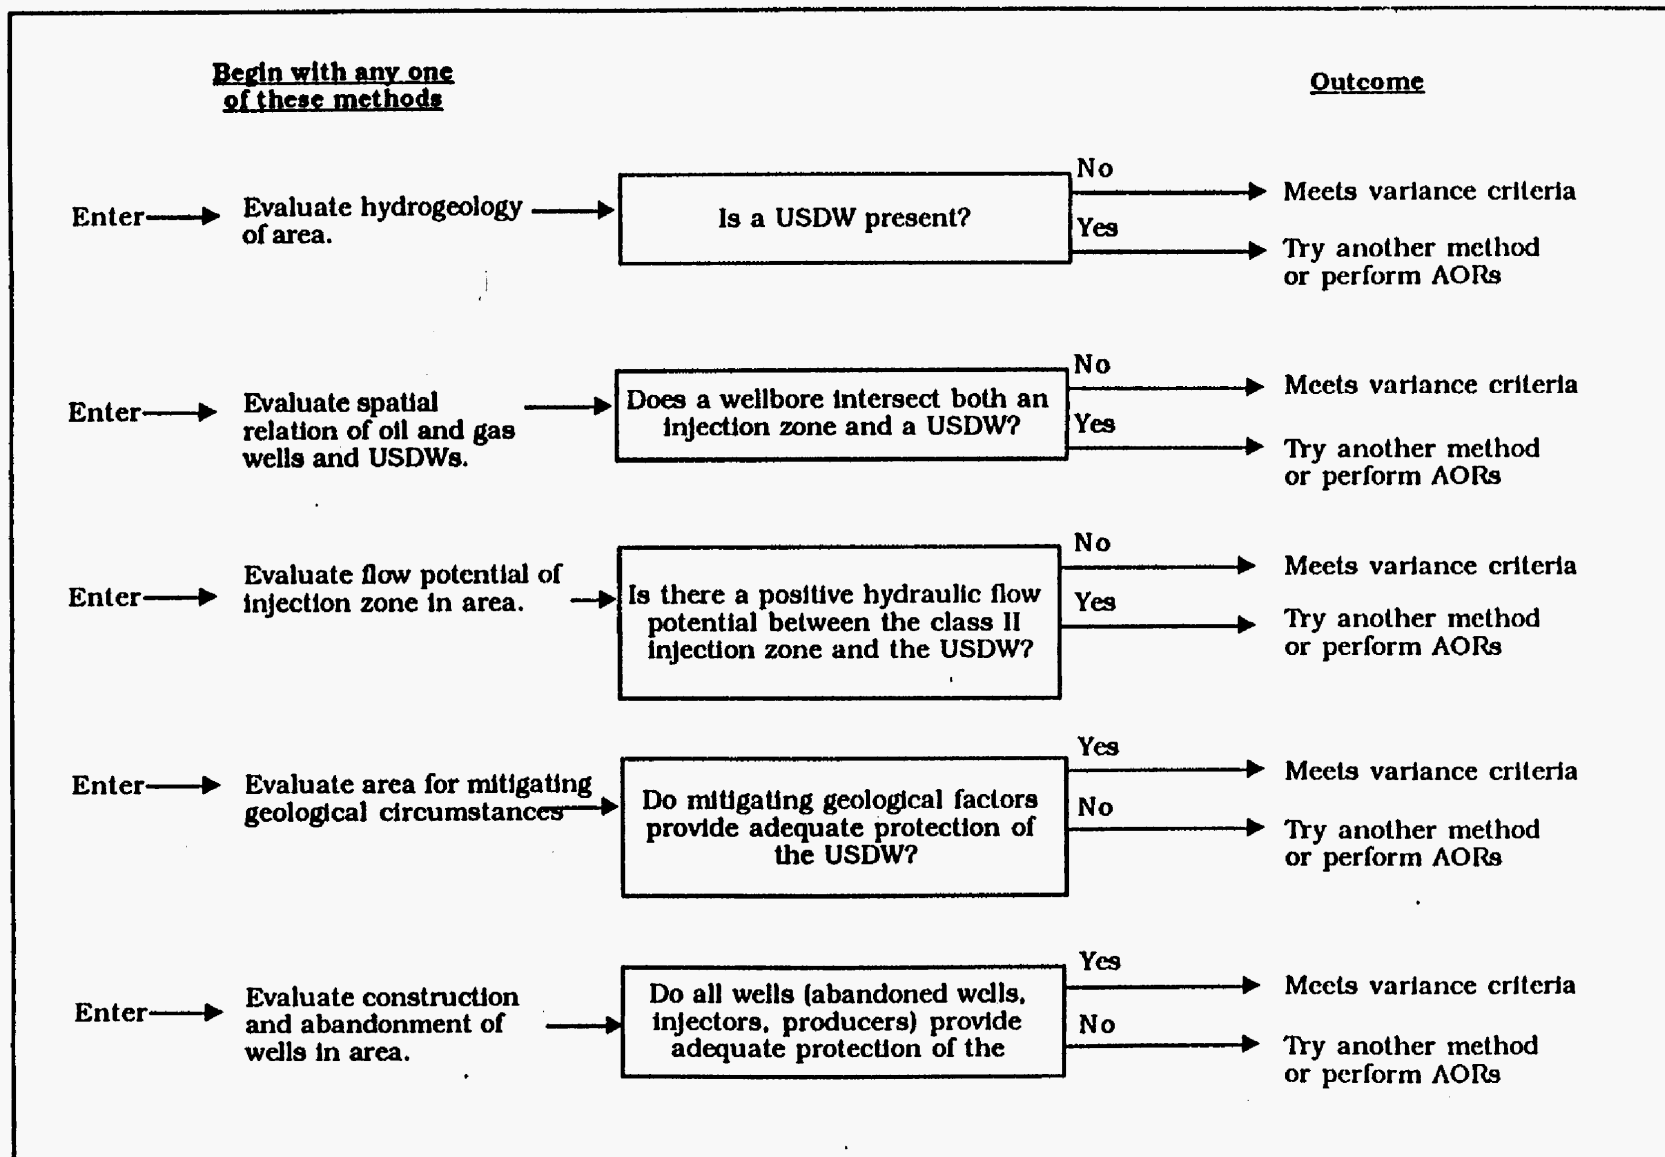 Begin with any one
of these methods
Outcome
Enter
Evaluate hydrogeology
of area.
Is a USDW present?
No
Meets variance criteria
Yes
Try another method
or perform AORs
Enter
Evaluate spatial
relation of oil and gas
wells and USDWs.
Does a wellbore intersect both an
injection zone and a USDW?
No
Meets variance criteria
Yes
Try another method
or perform AORs
Enter
Evaluate flow potential of
injection zone in area.
Is there a positive hydraulic flow
potential between the class II
injection zone and the USDW?
No
Meets variance criteria
Yes
Try another method
or perform AORs
Enter
Evaluate area for mitigating
geological circumstances
Do mitigating geological factors
provide adequate protection of
the USDW?
Yes
Meets variance criteria
No
Try another method
or perform AORs
Enter
Evaluate construction
and abandonment of
wells in area.
Do all wells (abandoned wells,
injectors, producers) provide
adequate protection of the
Yes
Meets variance criteria
No
Try another method
or perform AORs